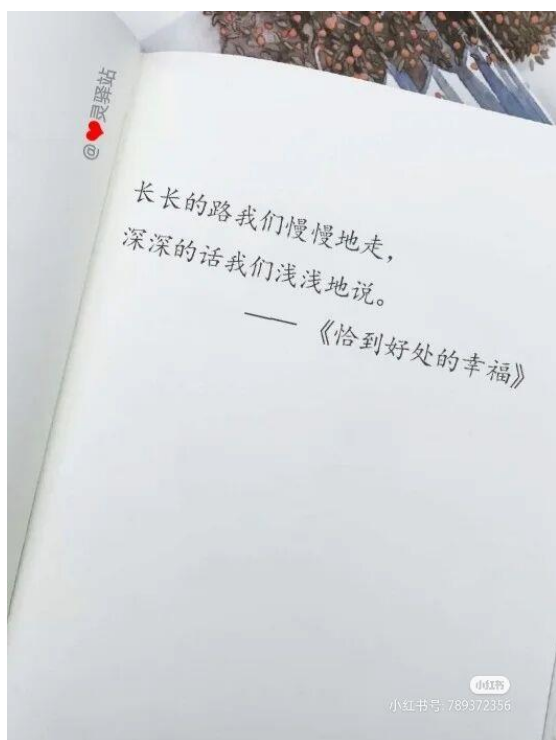 @❤灵驿站
长长的路我们慢慢地走，
深深的话我们浅浅地说。
——《恰到好处的幸福》
小红书
小红书号: 789372356